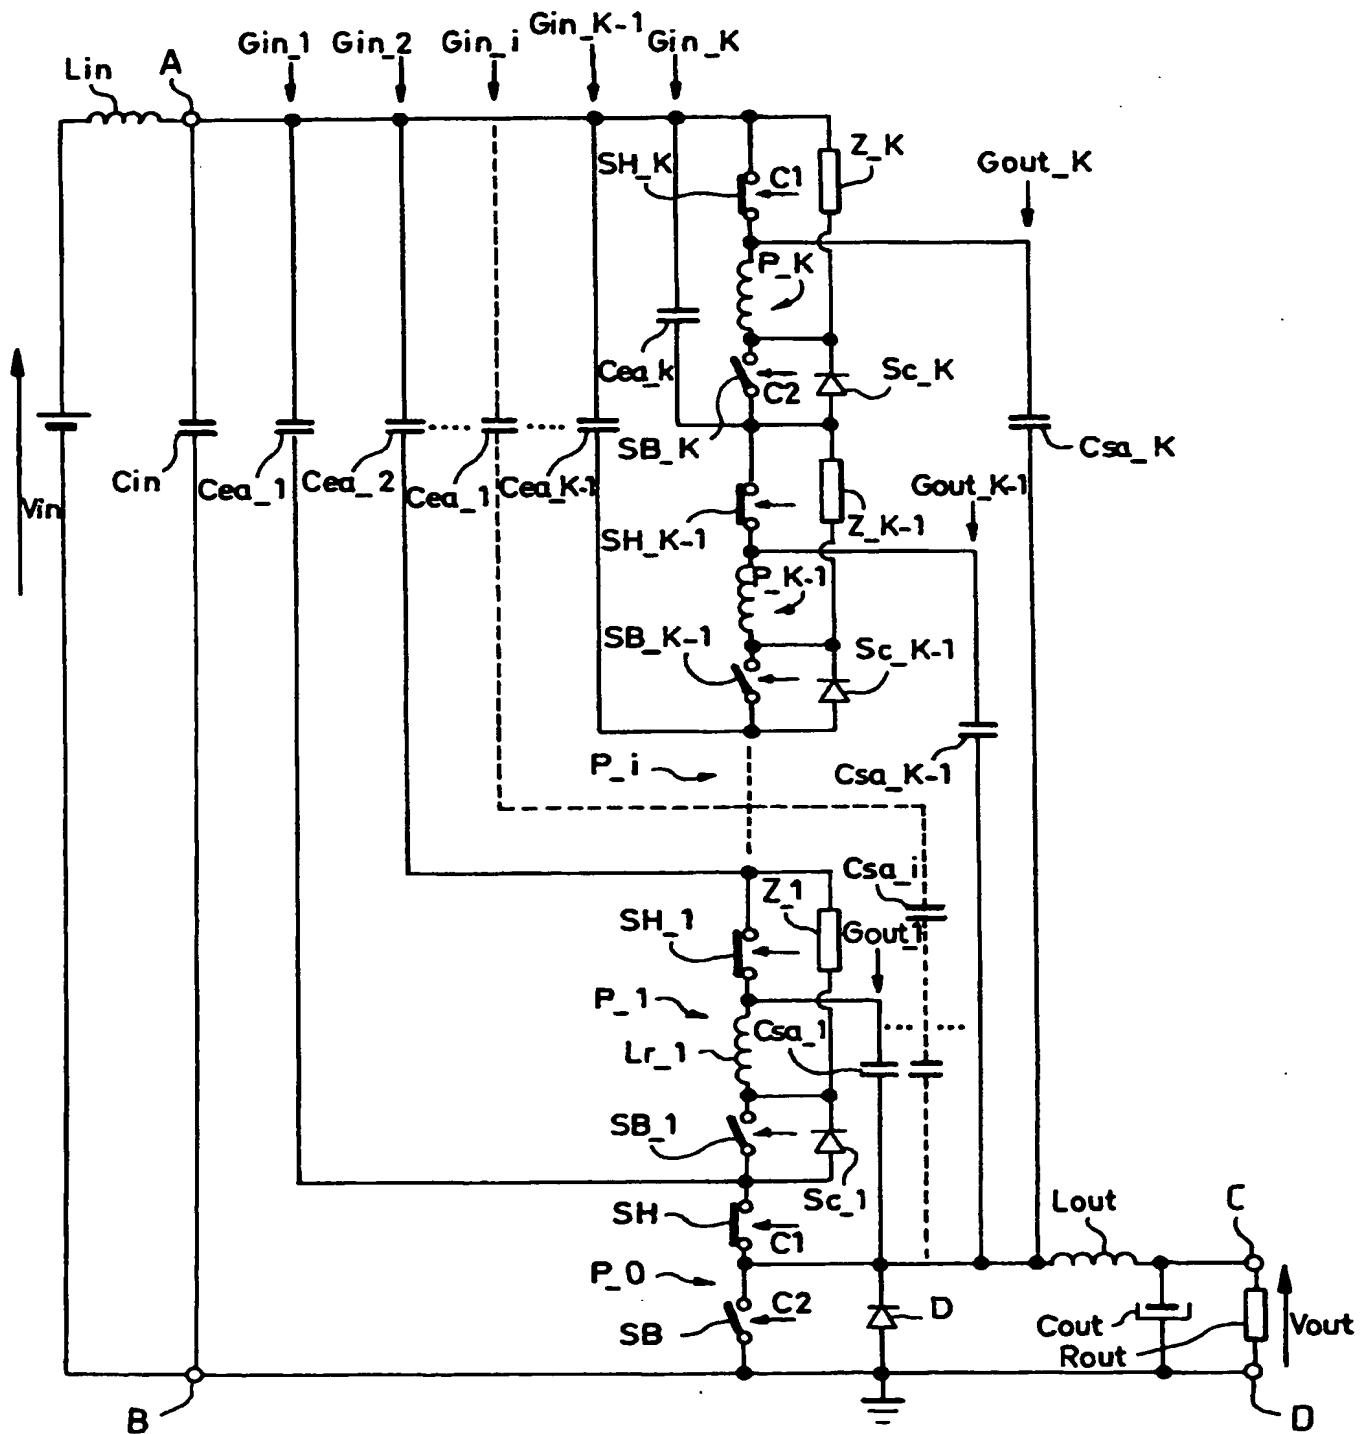 Gin_1
Gin_2
Gin_i
Gin_K-1
Gin_K
Lin
A
SH_K
C1
Z_K
Gout_K
P_K
Cea_k
C2
Sc_K
SB_K
Csa_K
Cin
Cea_1
Cea_2
Cea_1
Cea_K-1
Vin
Gout_K-1
SH_K-1
Z_K-1
P_K-1
SB_K-1
Sc_K-1
P_i
Csa_K-1
Csa_i
Z_1
SH_1
Gout1
P_1
Csa_1
Lr_1
SB_1
Sc_1
SH
C1
Lout
C
P_0
C2
D
SB
Cout
Rout
Vout
B
D